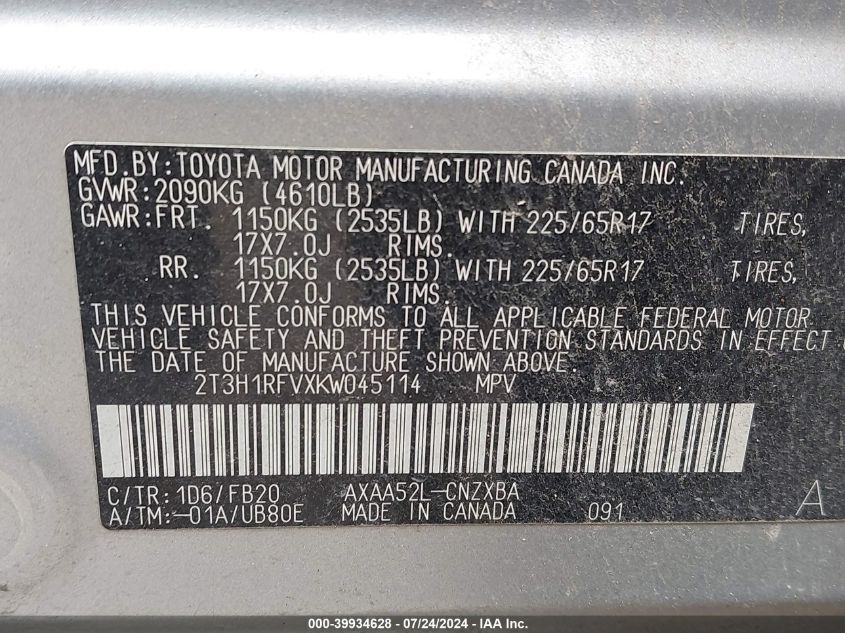 MFD.BY:TOYOTA MOTOR MANUFACTURING CANADA INC.
GVWR:2090KG (4610LB)
GAWR:FRT. 1150KG (2535LB) WITH 225/65R17 TIRES,
17X7.0J RIMS.
RR. 1150KG (2535LB) WITH 225/65R17 TIRES,
17X7.0J RIMS.
THIS VEHICLE CONFORMS TO ALL APPLICABLE FEDERAL MOTOR
VEHICLE SAFETY AND THEFT PREVENTION STANDARDS IN EFFECT
THE DATE OF MANUFACTURE SHOWN ABOVE.
2T3H1RFVXKW045114 MPV
C/TR:1D6/FB20 AXAA52L-CNZXBA
A/TM:-01A/UB80E MADE IN CANADA 091 A
000-39934628 - 07/24/2024 - IAA Inc.